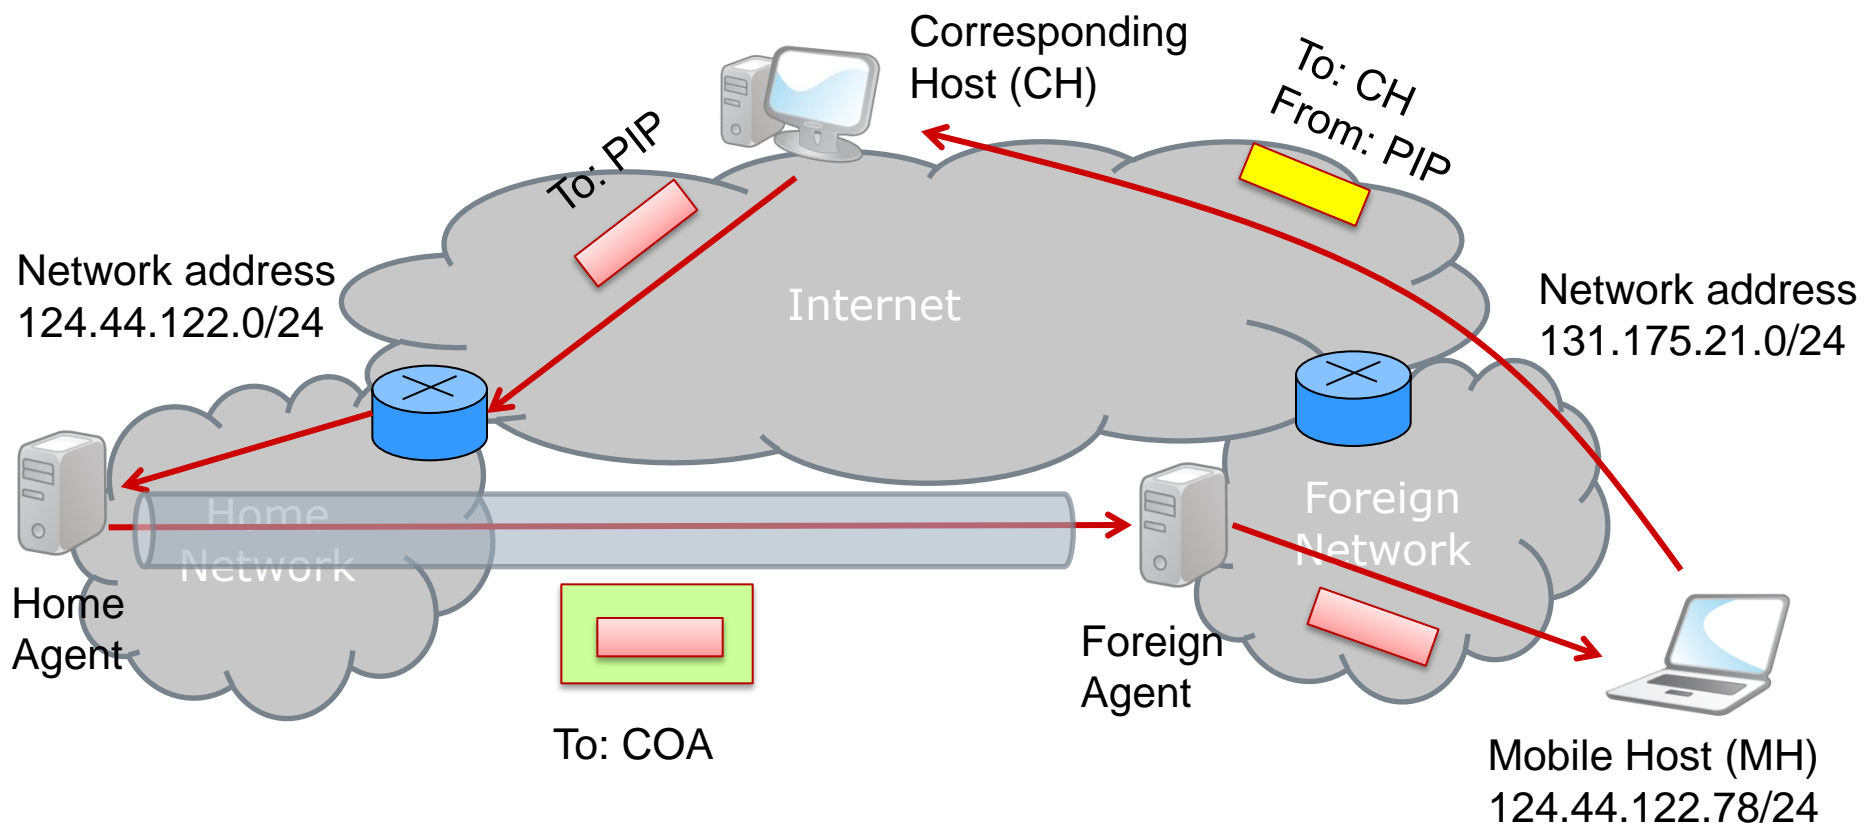 Corresponding
Host (CH)
To: CH
From: PIP
To: PIP
Network address
124.44.122.0/24
Internet
Network address
131.175.21.0/24
Home
Network
Foreign
Network
Home
Agent
Foreign
Agent
To: COA
Mobile Host (MH)
124.44.122.78/24